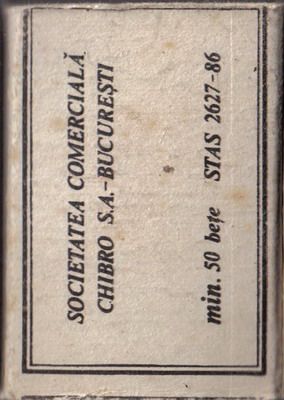 SOCIETATEA COMERCIALĂ
CHIBRO S.A.-BUCUREȘTI
min. 50 bețe STAS 2627-86